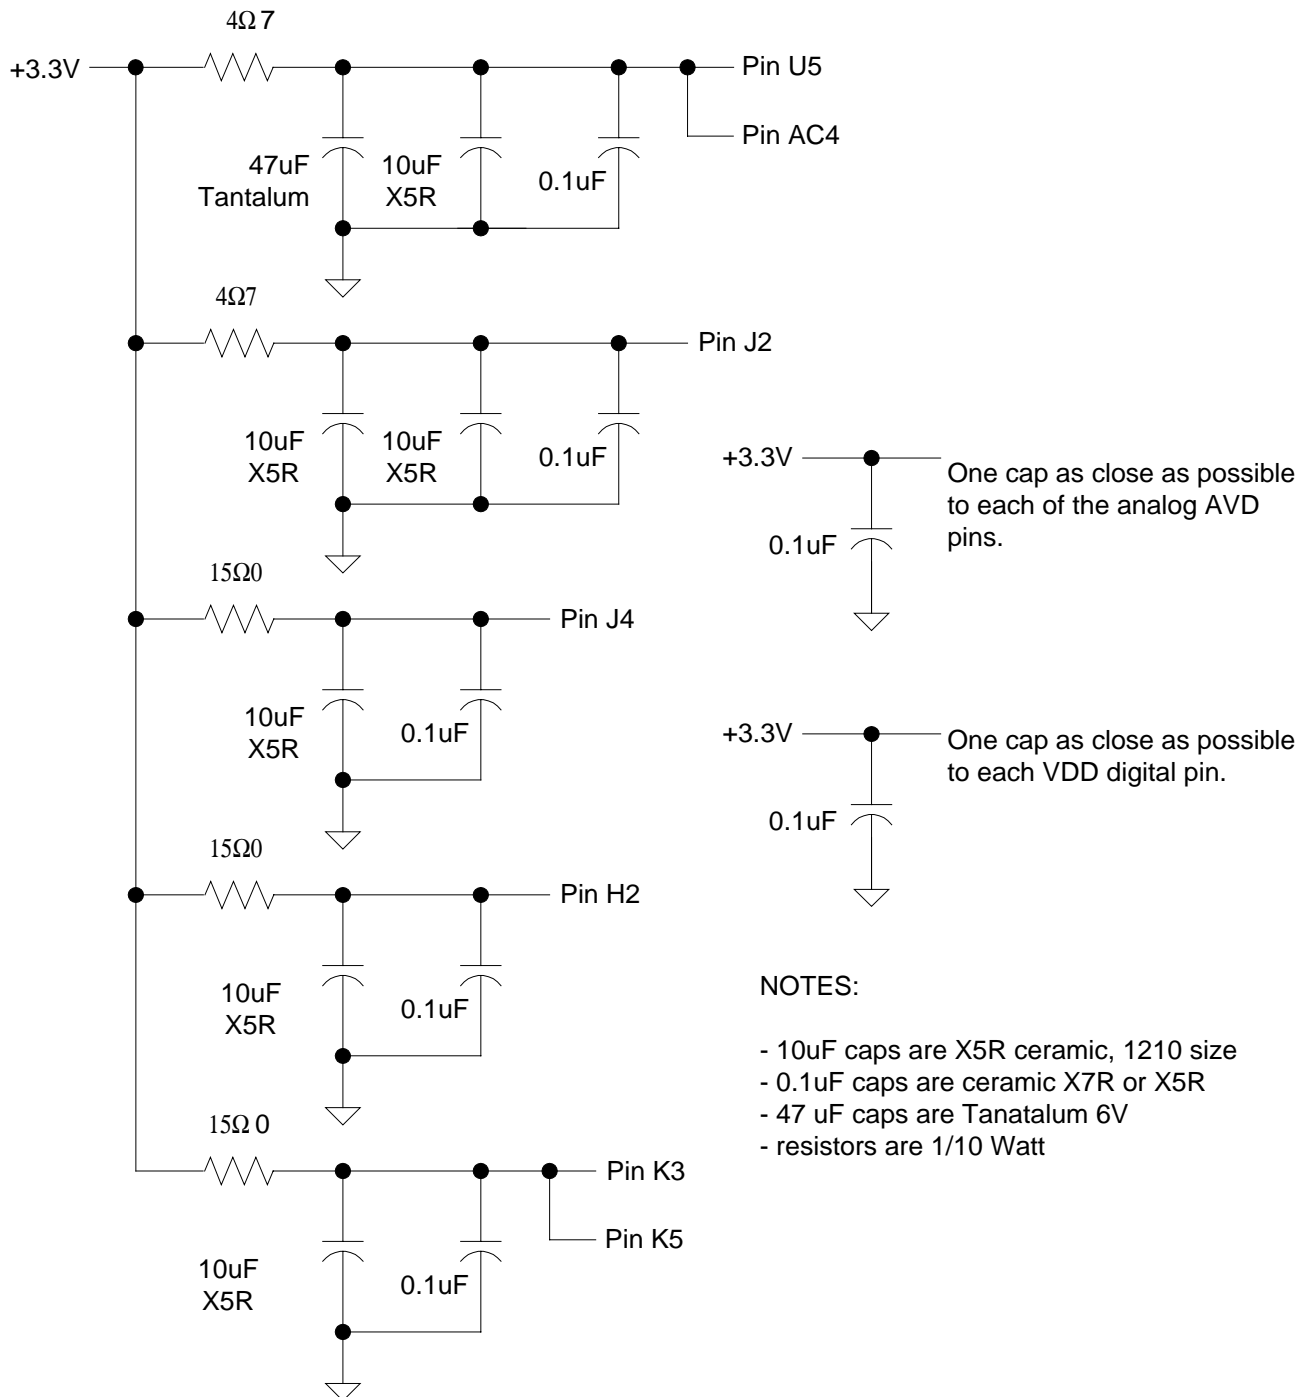 4Ω 7
+3.3V
Pin U5
Pin AC4
47uF
Tantalum
10uF
X5R
0.1uF
4Ω7
Pin J2
10uF
X5R
10uF
X5R
0.1uF
+3.3V
One cap as close as possible
to each of the analog AVD
pins.
0.1uF
15Ω0
Pin J4
10uF
X5R
0.1uF
+3.3V
One cap as close as possible
to each VDD digital pin.
0.1uF
15Ω0
Pin H2
10uF
X5R
0.1uF
NOTES:
- 10uF caps are X5R ceramic, 1210 size
- 0.1uF caps are ceramic X7R or X5R
- 47 uF caps are Tanatalum 6V
- resistors are 1/10 Watt
15Ω 0
Pin K3
Pin K5
10uF
X5R
0.1uF